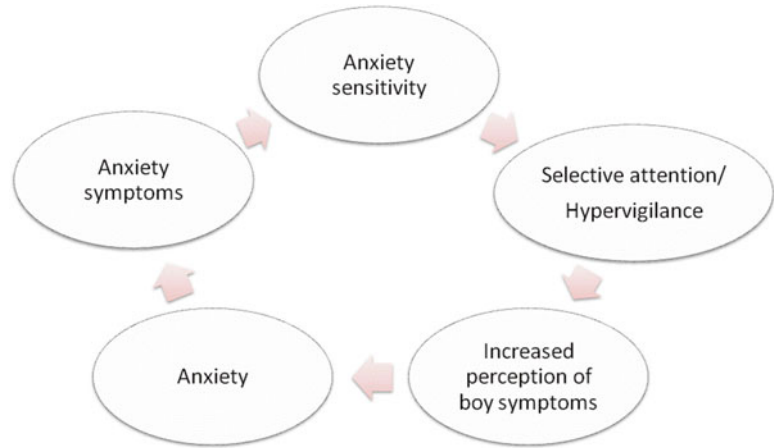 Anxiety
sensitivity
Selective attention/
Hypervigilance
Increased
perception of
boy symptoms
Anxiety
Anxiety
symptoms